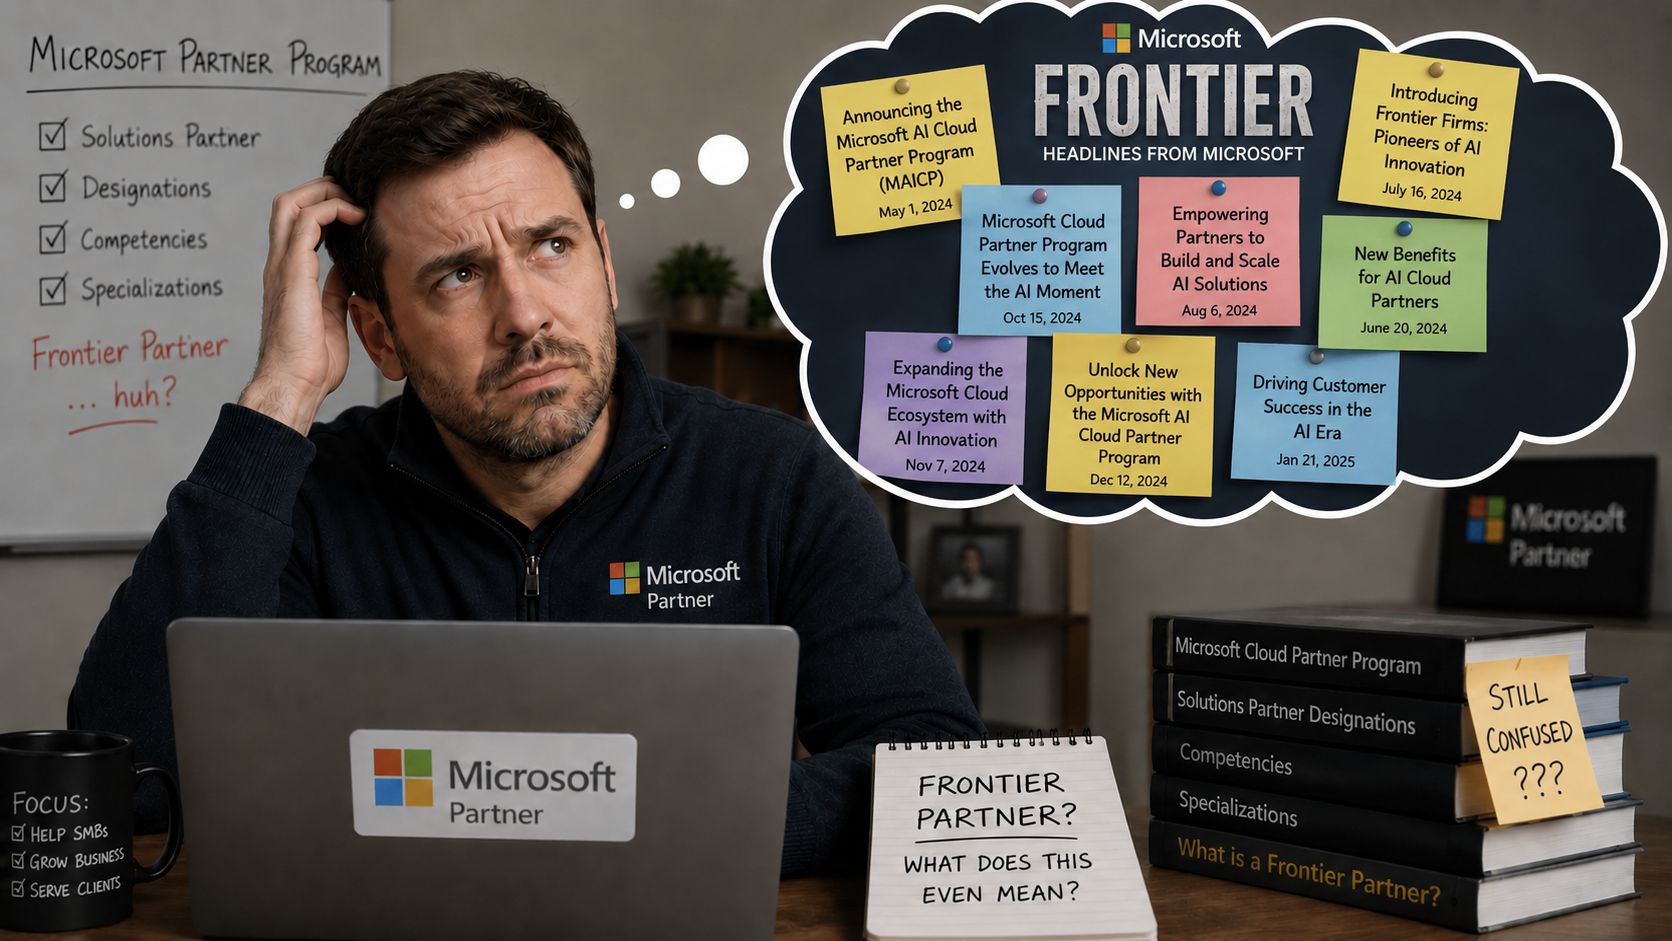 MICROSOFT PARTNER PROGRAM
Solutions Partner
Designations
Competencies
Specializations
Frontier Partner
... huh?
Microsoft
FRONTIER
HEADLINES FROM MICROSOFT
Announcing the
Microsoft AI Cloud
Partner Program
(MAICP)
May 1, 2024
Microsoft Cloud
Partner Program
Evolves to Meet
the AI Moment
Oct 15, 2024
Empowering
Partners to
Build and Scale
AI Solutions
Aug 6, 2024
Introducing
Frontier Firms:
Pioneers of AI
Innovation
July 16, 2024
New Benefits
for AI Cloud
Partners
June 20, 2024
Expanding the
Microsoft Cloud
Ecosystem with
AI Innovation
Nov 7, 2024
Unlock New
Opportunities with
the Microsoft AI
Cloud Partner
Program
Dec 12, 2024
Driving Customer
Success in the
AI Era
Jan 21, 2025
Microsoft
Partner
Microsoft
Partner
Microsoft
Partner
FOCUS:
HELP SMBs
GROW BUSINESS
SERVE CLIENTS
FRONTIER
PARTNER?
WHAT DOES THIS
EVEN MEAN?
Microsoft Cloud Partner Program
Solutions Partner Designations
Competencies
Specializations
What is a Frontier Partner?
STILL
CONFUSED
???